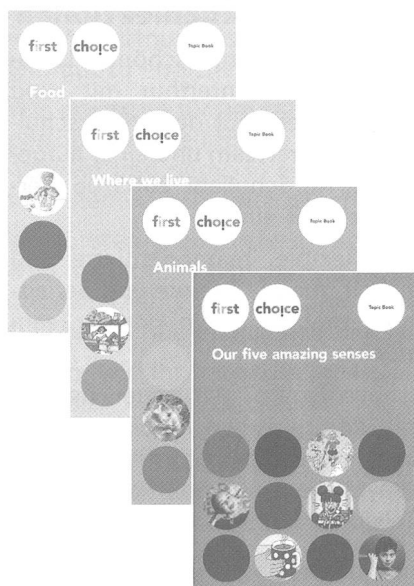 first choice Topic Book
Food
first choice Topic Book
Where we live
first choice Topic Book
Animals
first choice Topic Book
Our five amazing senses